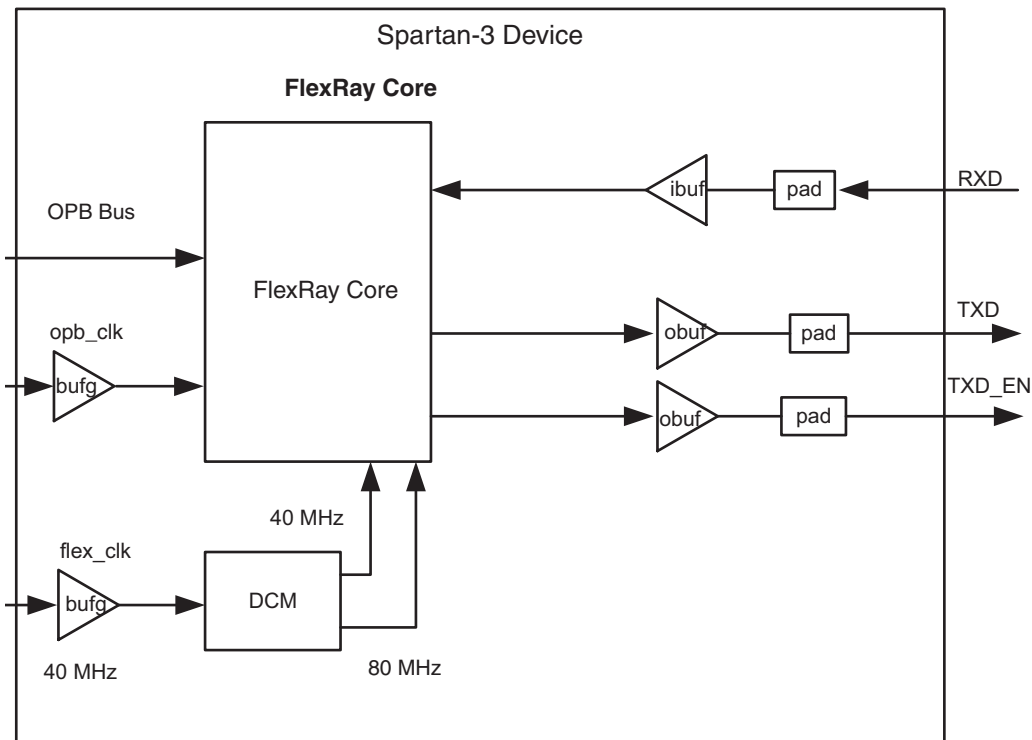 Spartan-3 Device
FlexRay Core
ibuf
pad
RXD
OPB Bus
FlexRay Core
opb_clk
bufg
obuf
pad
TXD
obuf
pad
TXD_EN
40 MHz
flex_clk
bufg
DCM
40 MHz
80 MHz